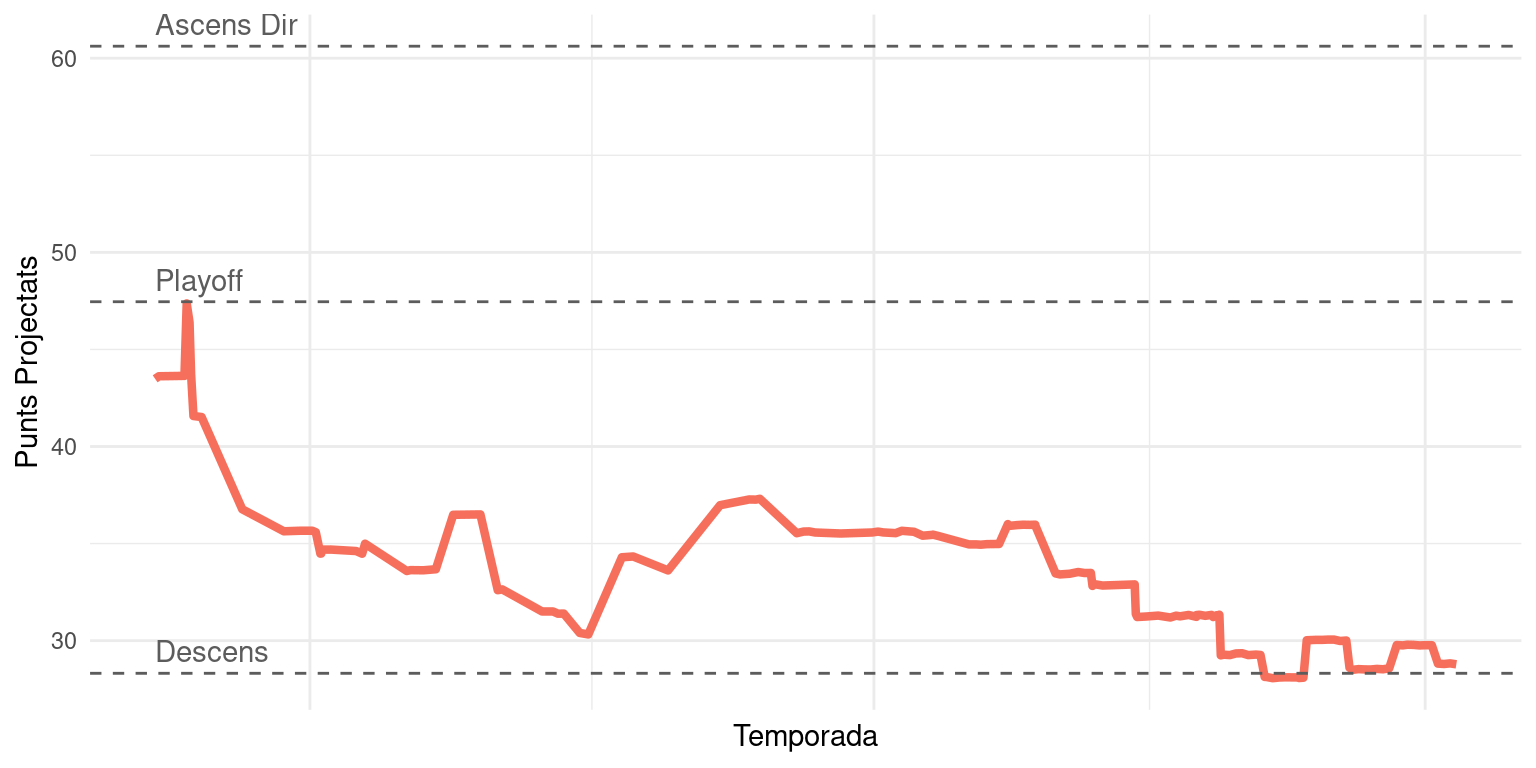 Ascens Dir
60
50
Playoff
Punts Projectats
40
30
Descens
Temporada